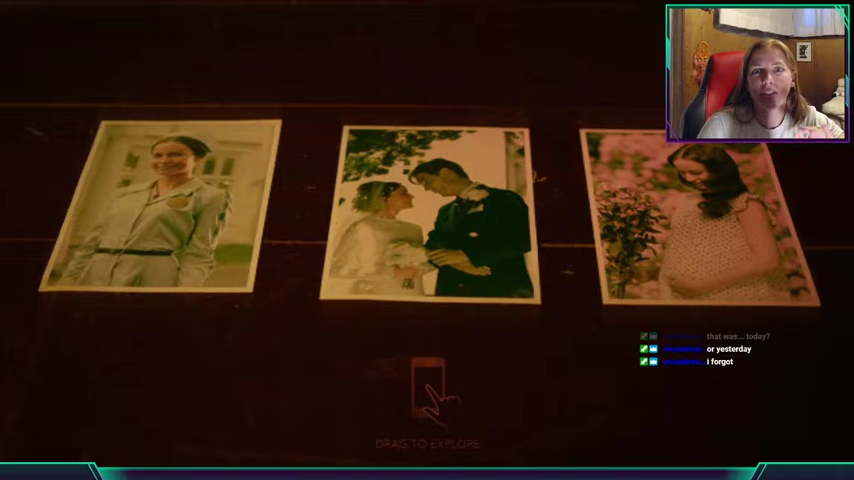 that was... today?
or yesterday
i forgot
DRAG TO EXPLORE